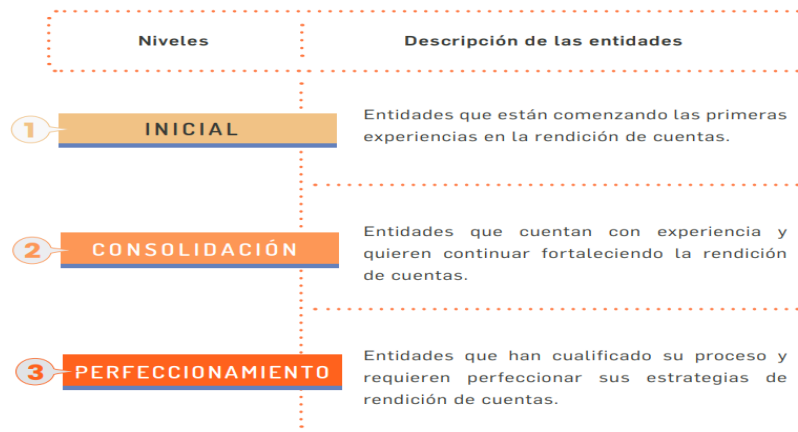 Niveles
Descripción de las entidades
1
INICIAL
Entidades que están comenzando las primeras
experiencias en la rendición de cuentas.
2
CONSOLIDACIÓN
Entidades que cuentan con experiencia y
quieren continuar fortaleciendo la rendición
de cuentas.
3
PERFECCIONAMIENTO
Entidades que han cualificado su proceso y
requieren perfeccionar sus estrategias de
rendición de cuentas.